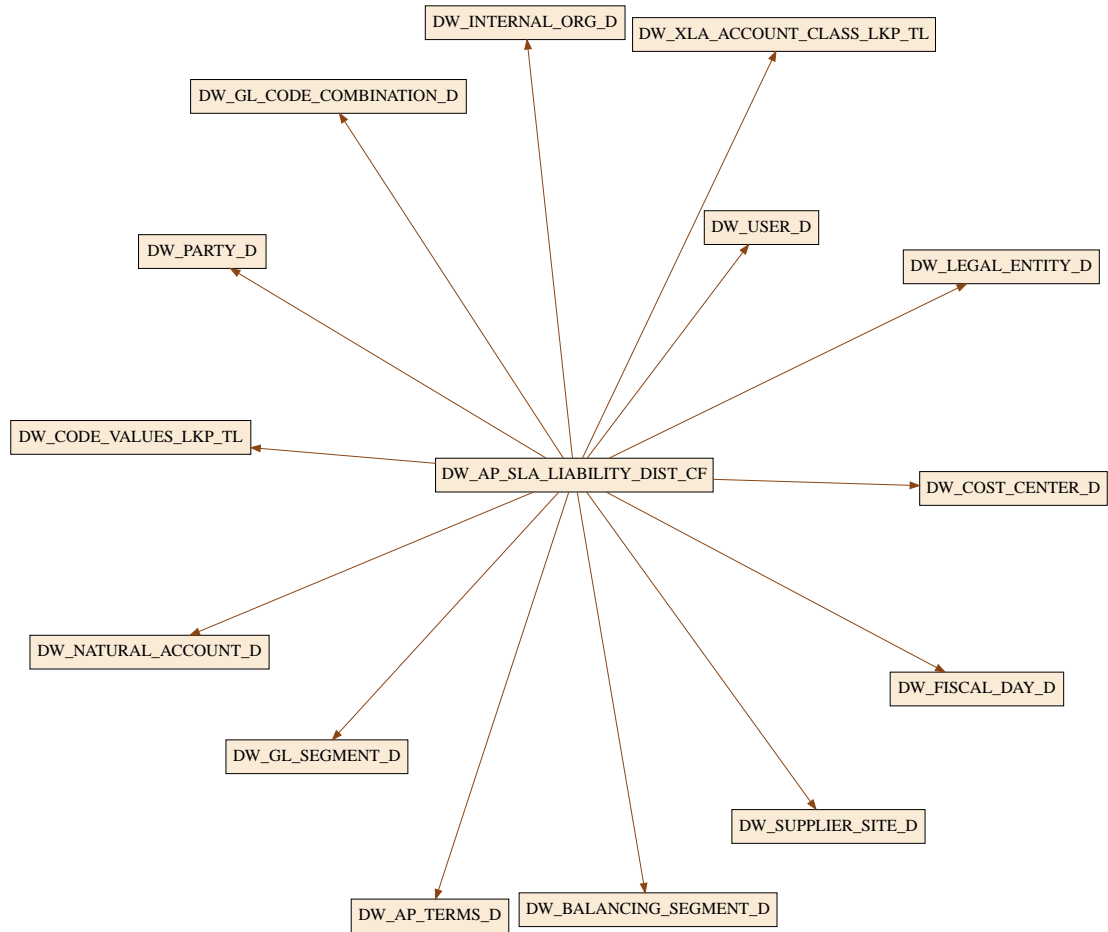 DW_INTERNAL_ORG_D
DW_XLA_ACCOUNT_CLASS_LKP_TL
DW_GL_CODE_COMBINATION_D
DW_USER_D
DW_PARTY_D
DW_LEGAL_ENTITY_D
DW_CODE_VALUES_LKP_TL
DW_AP_SLA_LIABILITY_DIST_CF
DW_COST_CENTER_D
DW_NATURAL_ACCOUNT_D
DW_FISCAL_DAY_D
DW_GL_SEGMENT_D
DW_SUPPLIER_SITE_D
DW_BALANCING_SEGMENT_D
DW_AP_TERMS_D